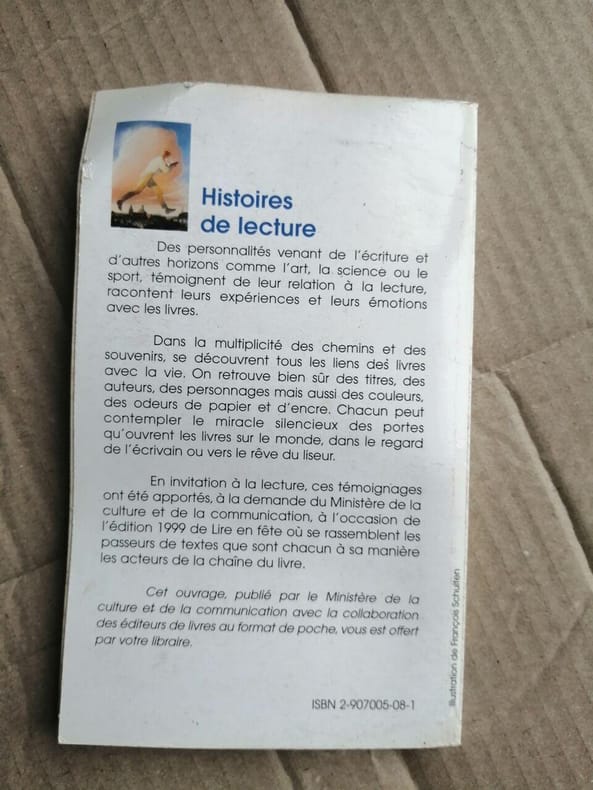 Histoires
de lecture
Des personnalités venant de l'écriture et
d'autres horizons comme l'art, la science ou le
sport, témoignent de leur relation à la lecture,
racontent leurs expériences et leurs émotions
avec les livres.
Dans la multiplicité des chemins et des
souvenirs, se découvrent tous les liens des livres
avec la vie. On retrouve bien sûr des titres, des
auteurs, des personnages mais aussi des couleurs,
des odeurs de papier et d'encre. Chacun peut
contempler le miracle silencieux des portes
qu'ouvrent les livres sur le monde, dans le regard
de l'écrivain ou vers le rêve du liseur.
En invitation à la lecture, ces témoignages
ont été apportés, à la demande du Ministère de la
culture et de la communication, à l'occasion de
l'édition 1999 de Lire en fête où se rassemblent les
passeurs de textes que sont chacun à sa manière
les acteurs de la chaîne du livre.
Cet ouvrage, publié par le Ministère de la
culture et de la communication avec la collaboration
des éditeurs de livres au format de poche, vous est offert
par votre libraire.
Illustration de François Schuiten
ISBN 2-907005-08-1